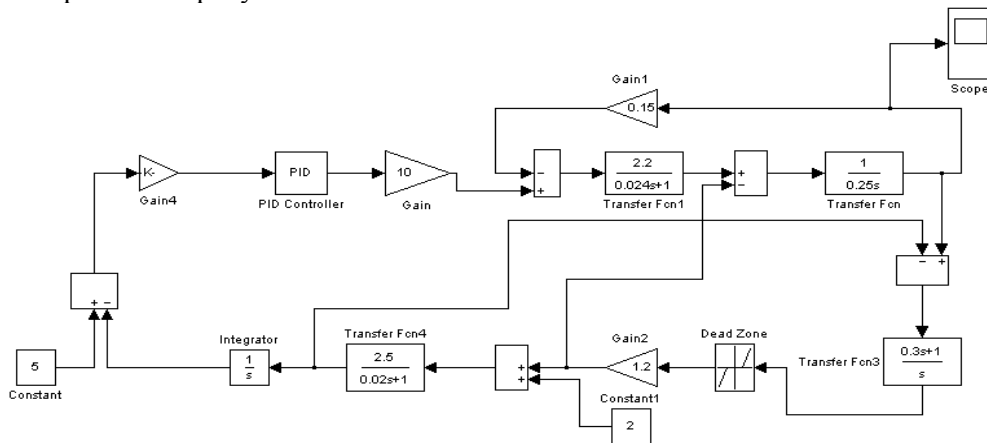 Scope
Gain1
0.15
K-
Gain4
PID
PID Controller
10
Gain
-
+
2.2
0.024s+1
Transfer Fcn1
+
-
1
0.25s
Transfer Fcn
- +
+ -
5
Constant
Integrator
1
s
Transfer Fcn4
2.5
0.02s+1
+
+
Gain2
1.2
Dead Zone
Constant1
2
Transfer Fcn3
0.3s+1
s